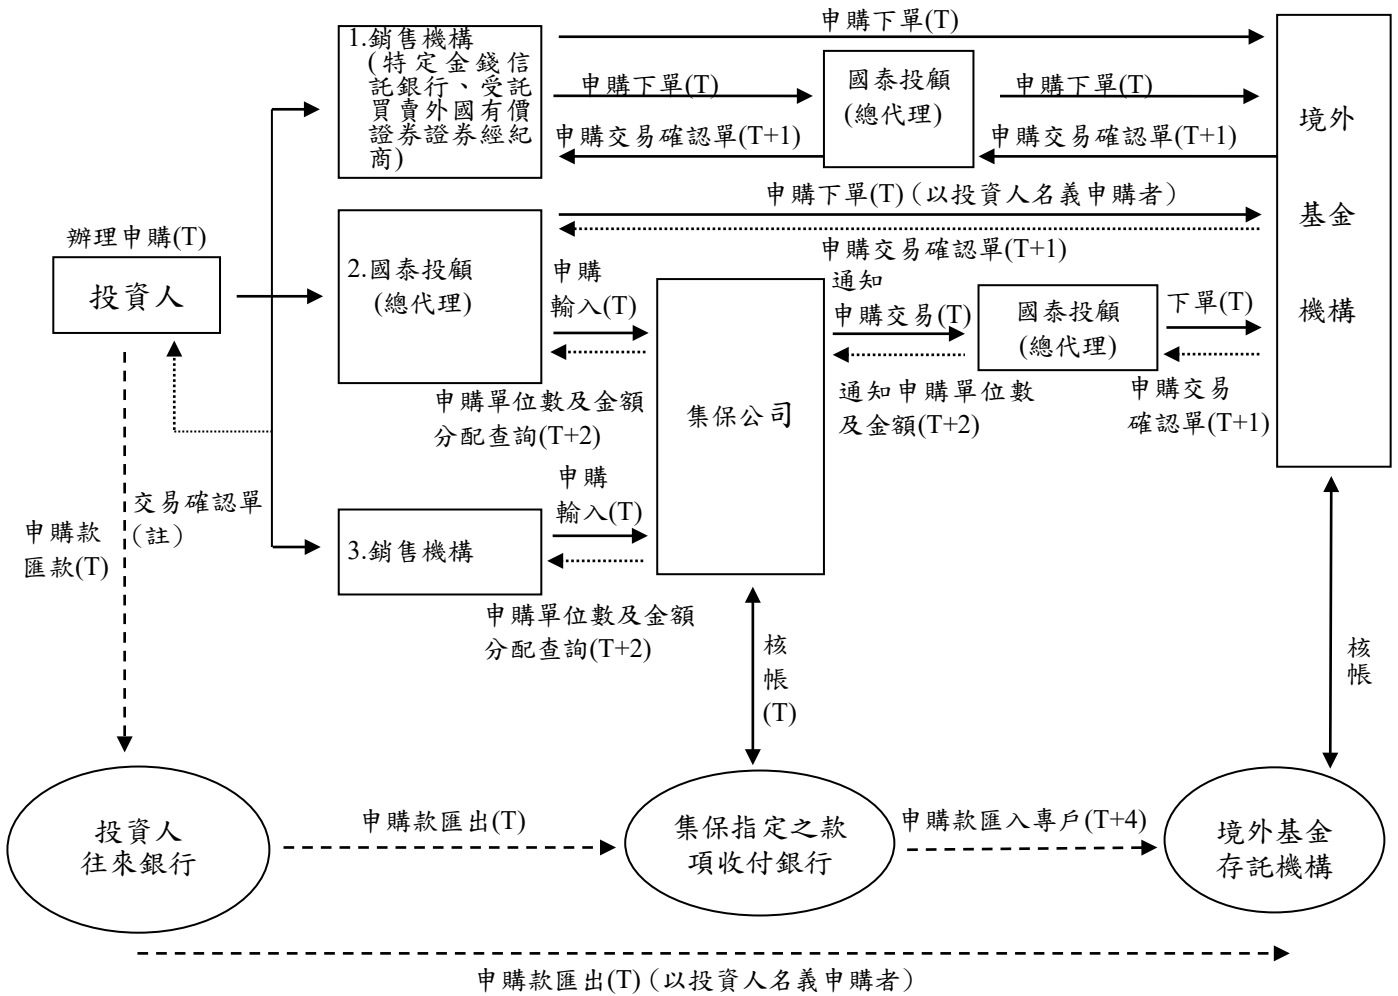 申購下單(T)
1.銷售機構
(特定金錢信
託銀行、受託
買賣外國有價
證券證券經紀
商)
申購下單(T)
國泰投顧
(總代理)
申購下單(T)
申購交易確認單(T+1)
申購交易確認單(T+1)
境外
基金
機構
申購下單(T)（以投資人名義申購者）
申購交易確認單(T+1)
辦理申購(T)
投資人
2.國泰投顧
(總代理)
申購
輸入(T)
通知
申購交易(T)
國泰投顧
(總代理)
下單(T)
申購單位數及金額
分配查詢(T+2)
集保公司
通知申購單位數
及金額(T+2)
申購交易
確認單(T+1)
申購
輸入(T)
交易確認單
（註）
申購款
匯款(T)
3.銷售機構
申購單位數及金額
分配查詢(T+2)
核
帳
(T)
核
帳
投資人
往來銀行
申購款匯出(T)
集保指定之款
項收付銀行
申購款匯入專戶(T+4)
境外基金
存託機構
申購款匯出(T)（以投資人名義申購者）